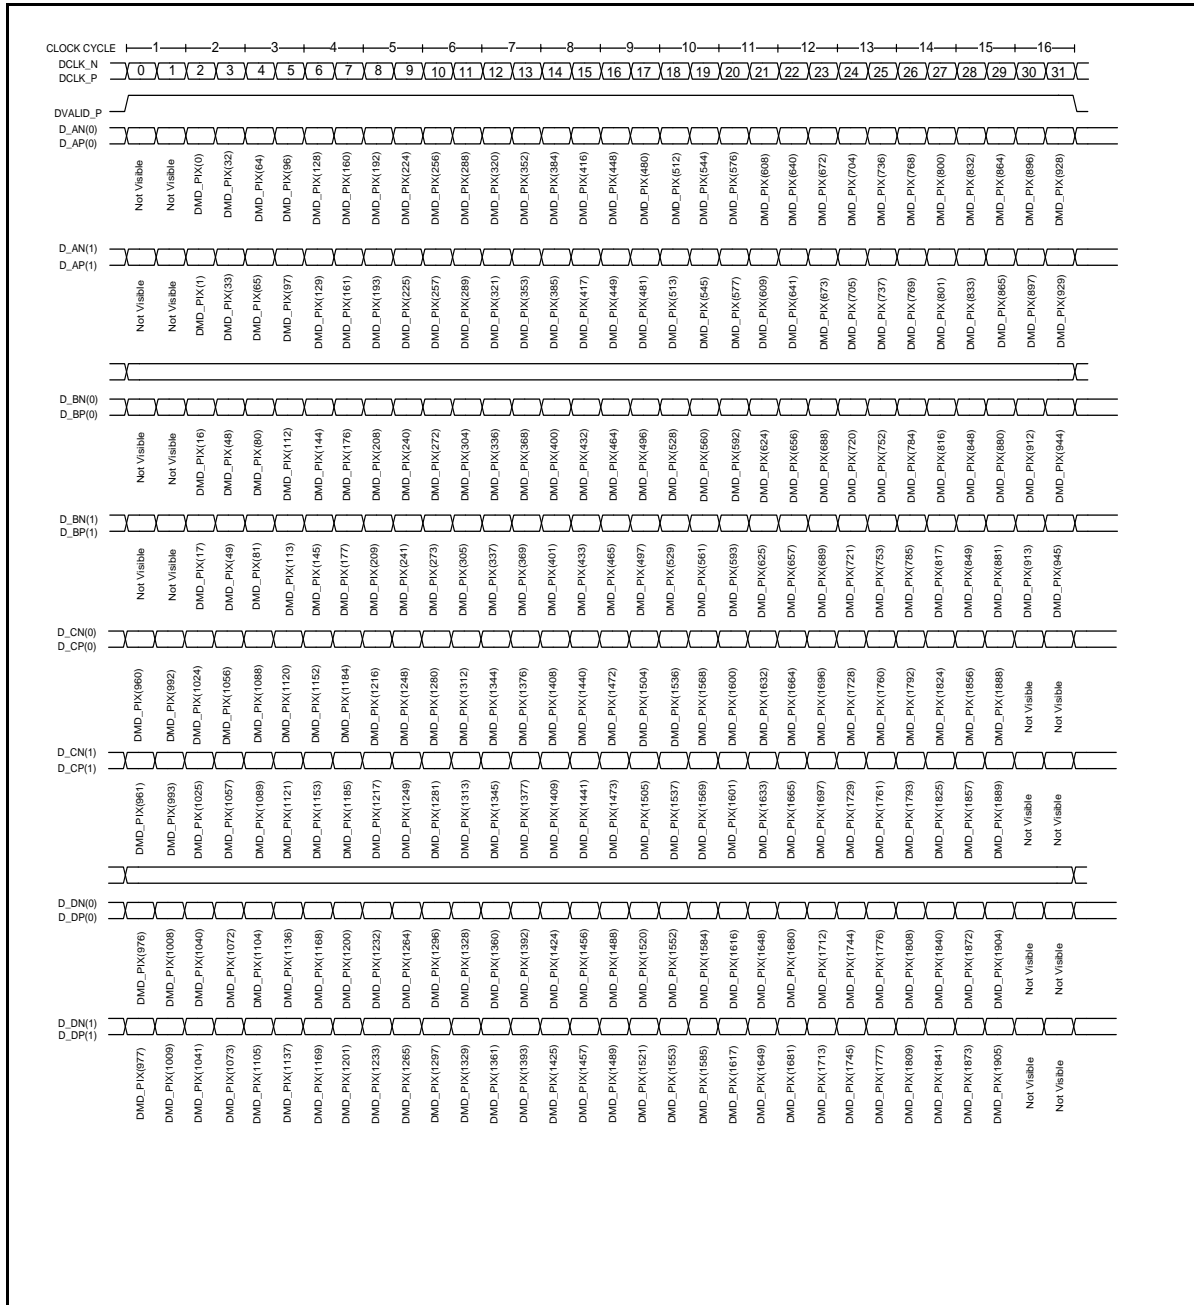 CLOCK CYCLE 1 2 3 4 5 6 7 8 9 10 11 12 13 14 15 16
DCLK_N
DCLK_P
0 1 2 3 4 5 6 7 8 9 10 11 12 13 14 15 16 17 18 19 20 21 22 23 24 25 26 27 28 29 30 31
DVALID_P
D_AN(0)
D_AP(0)
Not Visible
Not Visible
DMD_PIX(0)
DMD_PIX(32)
DMD_PIX(64)
DMD_PIX(96)
DMD_PIX(128)
DMD_PIX(160)
DMD_PIX(192)
DMD_PIX(224)
DMD_PIX(256)
DMD_PIX(288)
DMD_PIX(320)
DMD_PIX(352)
DMD_PIX(384)
DMD_PIX(416)
DMD_PIX(448)
DMD_PIX(480)
DMD_PIX(512)
DMD_PIX(544)
DMD_PIX(576)
DMD_PIX(608)
DMD_PIX(640)
DMD_PIX(672)
DMD_PIX(704)
DMD_PIX(736)
DMD_PIX(768)
DMD_PIX(800)
DMD_PIX(832)
DMD_PIX(864)
DMD_PIX(896)
DMD_PIX(928)
D_AN(1)
D_AP(1)
Not Visible
Not Visible
DMD_PIX(1)
DMD_PIX(33)
DMD_PIX(65)
DMD_PIX(97)
DMD_PIX(129)
DMD_PIX(161)
DMD_PIX(193)
DMD_PIX(225)
DMD_PIX(257)
DMD_PIX(289)
DMD_PIX(321)
DMD_PIX(353)
DMD_PIX(385)
DMD_PIX(417)
DMD_PIX(449)
DMD_PIX(481)
DMD_PIX(513)
DMD_PIX(545)
DMD_PIX(577)
DMD_PIX(609)
DMD_PIX(641)
DMD_PIX(673)
DMD_PIX(705)
DMD_PIX(737)
DMD_PIX(769)
DMD_PIX(801)
DMD_PIX(833)
DMD_PIX(865)
DMD_PIX(897)
DMD_PIX(929)
D_BN(0)
D_BP(0)
Not Visible
Not Visible
DMD_PIX(16)
DMD_PIX(48)
DMD_PIX(80)
DMD_PIX(112)
DMD_PIX(144)
DMD_PIX(176)
DMD_PIX(208)
DMD_PIX(240)
DMD_PIX(272)
DMD_PIX(304)
DMD_PIX(336)
DMD_PIX(368)
DMD_PIX(400)
DMD_PIX(432)
DMD_PIX(464)
DMD_PIX(496)
DMD_PIX(528)
DMD_PIX(560)
DMD_PIX(592)
DMD_PIX(624)
DMD_PIX(656)
DMD_PIX(688)
DMD_PIX(720)
DMD_PIX(752)
DMD_PIX(784)
DMD_PIX(816)
DMD_PIX(848)
DMD_PIX(880)
DMD_PIX(912)
DMD_PIX(944)
D_BN(1)
D_BP(1)
Not Visible
Not Visible
DMD_PIX(17)
DMD_PIX(49)
DMD_PIX(81)
DMD_PIX(113)
DMD_PIX(145)
DMD_PIX(177)
DMD_PIX(209)
DMD_PIX(241)
DMD_PIX(273)
DMD_PIX(305)
DMD_PIX(337)
DMD_PIX(369)
DMD_PIX(401)
DMD_PIX(433)
DMD_PIX(465)
DMD_PIX(497)
DMD_PIX(529)
DMD_PIX(561)
DMD_PIX(593)
DMD_PIX(625)
DMD_PIX(657)
DMD_PIX(689)
DMD_PIX(721)
DMD_PIX(753)
DMD_PIX(785)
DMD_PIX(817)
DMD_PIX(849)
DMD_PIX(881)
DMD_PIX(913)
DMD_PIX(945)
D_CN(0)
D_CP(0)
DMD_PIX(960)
DMD_PIX(992)
DMD_PIX(1024)
DMD_PIX(1056)
DMD_PIX(1088)
DMD_PIX(1120)
DMD_PIX(1152)
DMD_PIX(1184)
DMD_PIX(1216)
DMD_PIX(1248)
DMD_PIX(1280)
DMD_PIX(1312)
DMD_PIX(1344)
DMD_PIX(1376)
DMD_PIX(1408)
DMD_PIX(1440)
DMD_PIX(1472)
DMD_PIX(1504)
DMD_PIX(1536)
DMD_PIX(1568)
DMD_PIX(1600)
DMD_PIX(1632)
DMD_PIX(1664)
DMD_PIX(1696)
DMD_PIX(1728)
DMD_PIX(1760)
DMD_PIX(1792)
DMD_PIX(1824)
DMD_PIX(1856)
DMD_PIX(1888)
Not Visible
Not Visible
D_CN(1)
D_CP(1)
DMD_PIX(961)
DMD_PIX(993)
DMD_PIX(1025)
DMD_PIX(1057)
DMD_PIX(1089)
DMD_PIX(1121)
DMD_PIX(1153)
DMD_PIX(1185)
DMD_PIX(1217)
DMD_PIX(1249)
DMD_PIX(1281)
DMD_PIX(1313)
DMD_PIX(1345)
DMD_PIX(1377)
DMD_PIX(1409)
DMD_PIX(1441)
DMD_PIX(1473)
DMD_PIX(1505)
DMD_PIX(1537)
DMD_PIX(1569)
DMD_PIX(1601)
DMD_PIX(1633)
DMD_PIX(1665)
DMD_PIX(1697)
DMD_PIX(1729)
DMD_PIX(1761)
DMD_PIX(1793)
DMD_PIX(1825)
DMD_PIX(1857)
DMD_PIX(1889)
Not Visible
Not Visible
D_DN(0)
D_DP(0)
DMD_PIX(976)
DMD_PIX(1008)
DMD_PIX(1040)
DMD_PIX(1072)
DMD_PIX(1104)
DMD_PIX(1136)
DMD_PIX(1168)
DMD_PIX(1200)
DMD_PIX(1232)
DMD_PIX(1264)
DMD_PIX(1296)
DMD_PIX(1328)
DMD_PIX(1360)
DMD_PIX(1392)
DMD_PIX(1424)
DMD_PIX(1456)
DMD_PIX(1488)
DMD_PIX(1520)
DMD_PIX(1552)
DMD_PIX(1584)
DMD_PIX(1616)
DMD_PIX(1648)
DMD_PIX(1680)
DMD_PIX(1712)
DMD_PIX(1744)
DMD_PIX(1776)
DMD_PIX(1808)
DMD_PIX(1840)
DMD_PIX(1872)
DMD_PIX(1904)
Not Visible
Not Visible
D_DN(1)
D_DP(1)
DMD_PIX(977)
DMD_PIX(1009)
DMD_PIX(1041)
DMD_PIX(1073)
DMD_PIX(1105)
DMD_PIX(1137)
DMD_PIX(1169)
DMD_PIX(1201)
DMD_PIX(1233)
DMD_PIX(1265)
DMD_PIX(1297)
DMD_PIX(1329)
DMD_PIX(1361)
DMD_PIX(1393)
DMD_PIX(1425)
DMD_PIX(1457)
DMD_PIX(1489)
DMD_PIX(1521)
DMD_PIX(1553)
DMD_PIX(1585)
DMD_PIX(1617)
DMD_PIX(1649)
DMD_PIX(1681)
DMD_PIX(1713)
DMD_PIX(1745)
DMD_PIX(1777)
DMD_PIX(1809)
DMD_PIX(1841)
DMD_PIX(1873)
DMD_PIX(1905)
Not Visible
Not Visible